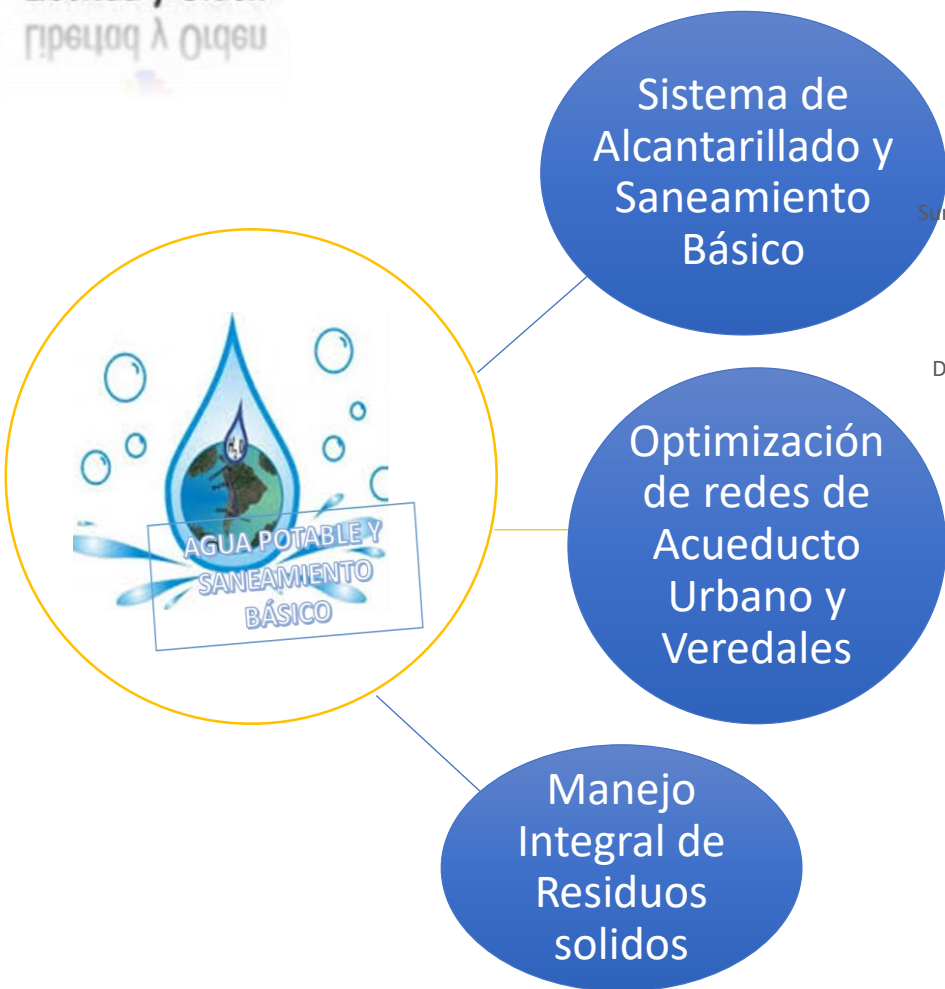 Libertad y Orden
Sistema de
Alcantarillado y
Saneamiento
Básico
Optimización
de redes de
Acueducto
Urbano y
Veredales
AGUA POTABLE Y
SANEAMIENTO
BÁSICO
Manejo
Integral de
Residuos
solidos